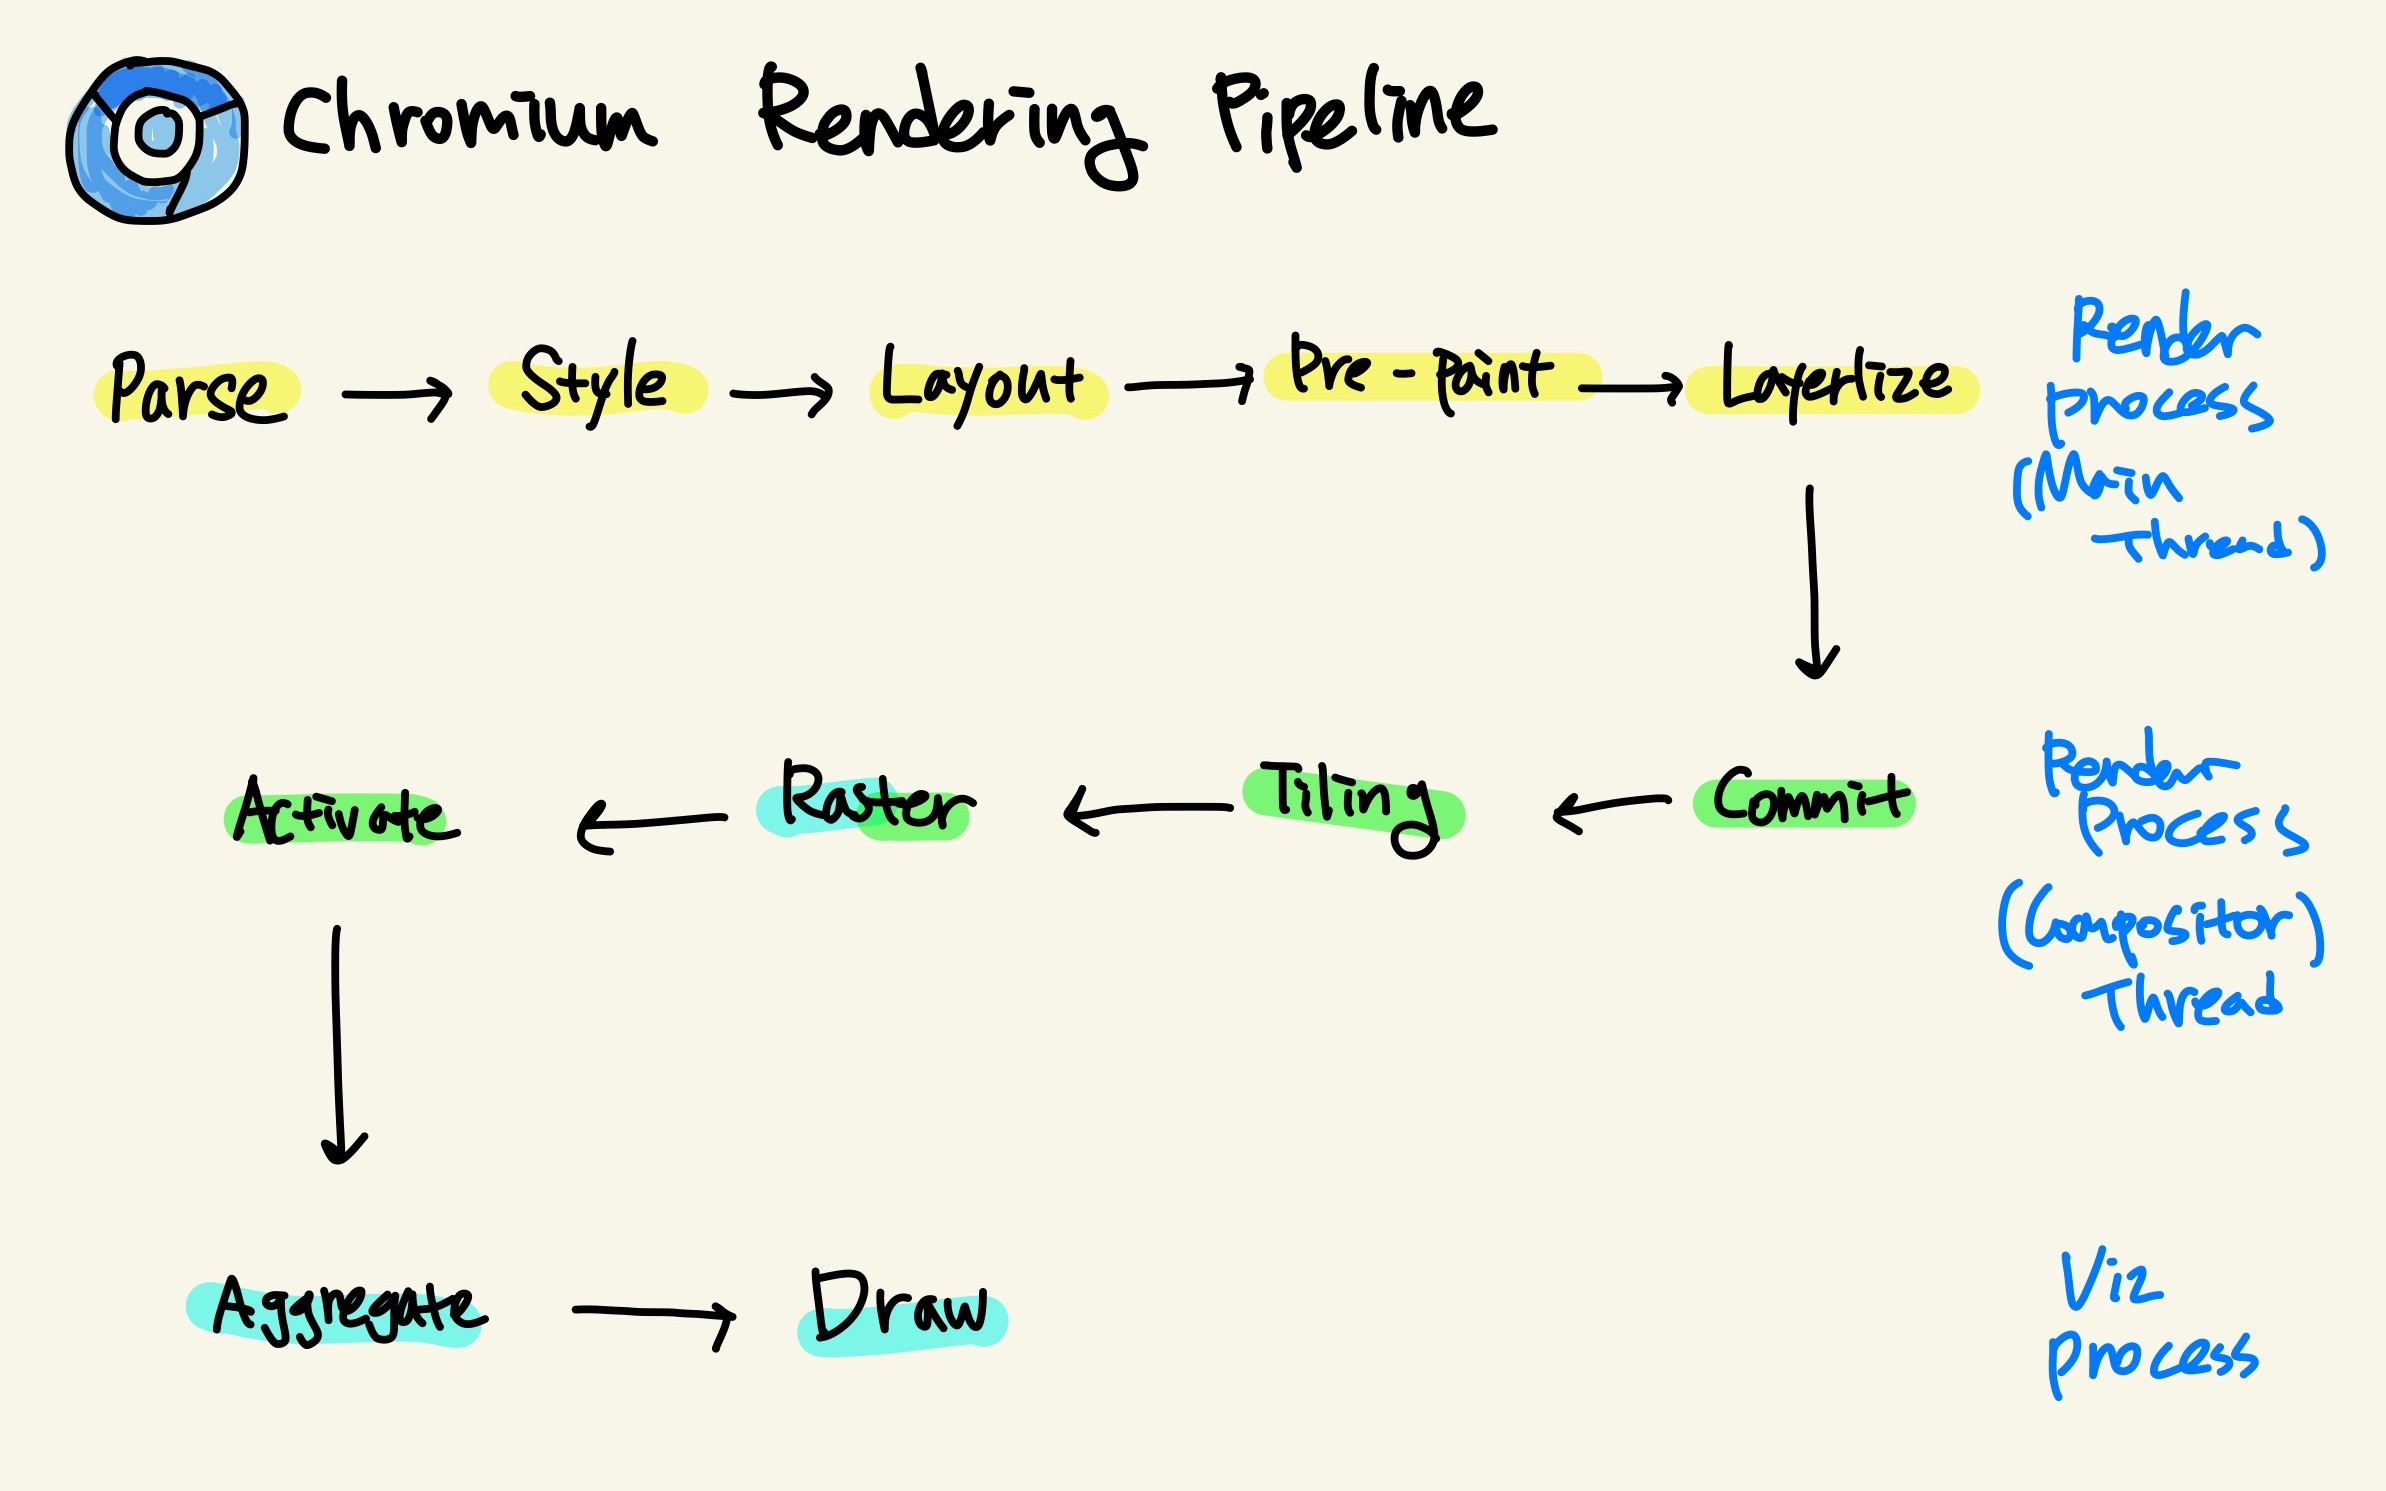 Chromium Rendering Pipeline
Parse → Style → Layout → Pre-paint → Layerlize
Render
process
(Main
Thread)
Activate ← Raster ← Tiling ← Commit
Render
Process
(Compositor)
Thread
Aggregate → Draw
Viz
process